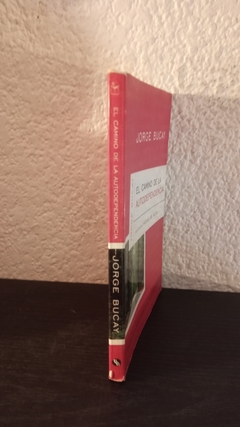 EL CAMINO DE LA AUTODEPENDENCIA
JORGE BUCAY
JORGE BUCAY
EL CAMINO DE LA
AUTODEPENDENCIA